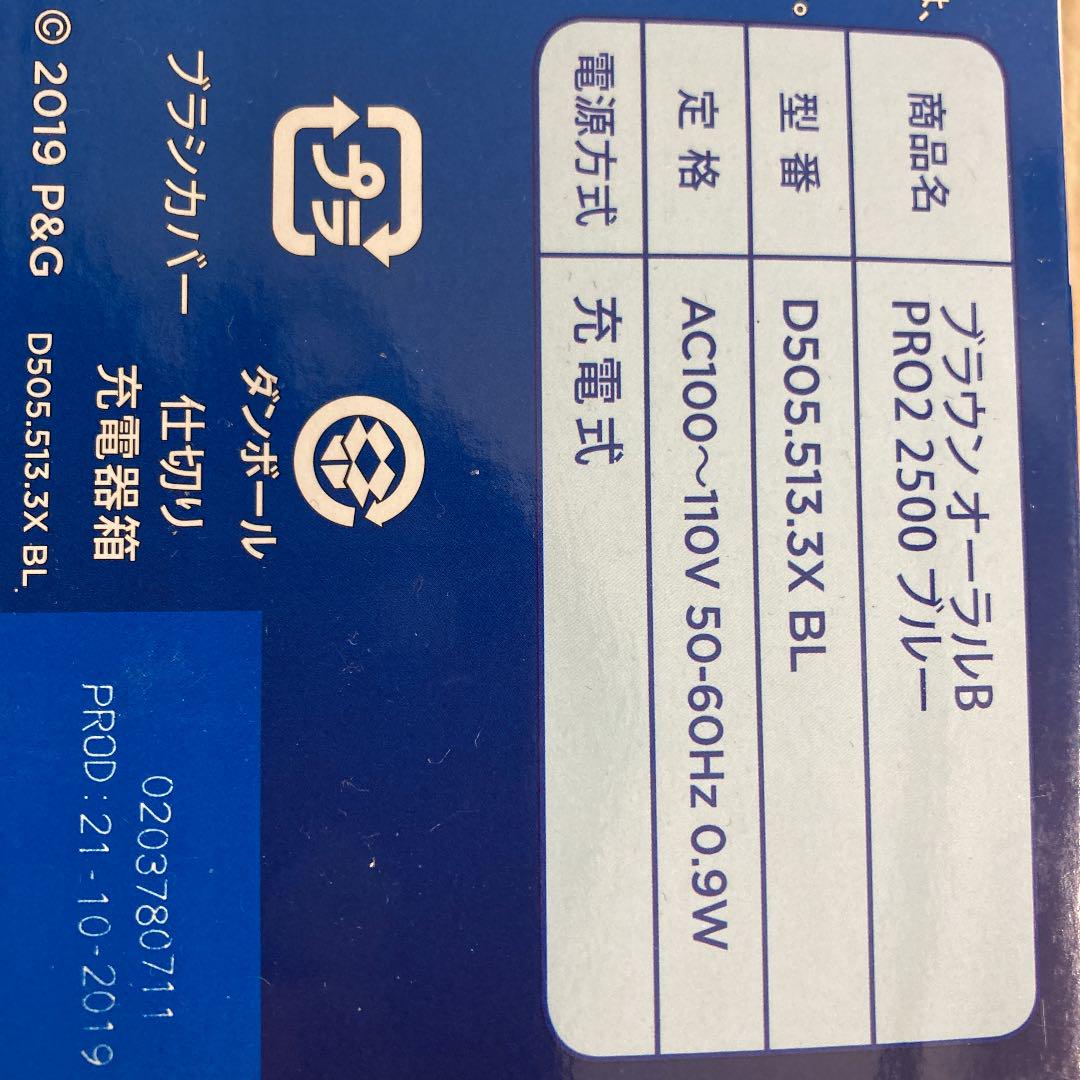 商品名 ブラウン オーラルB
PRO2 2500 ブルー
型番 D505.513.3X BL
定格 AC100～110V 50-60Hz 0.9W
電源方式 充電式
プラ
ブラシカバー
ダンボール
仕切り
充電器箱
© 2019 P&G D505.513.3X BL
0203780711
PROD:21-10-2019